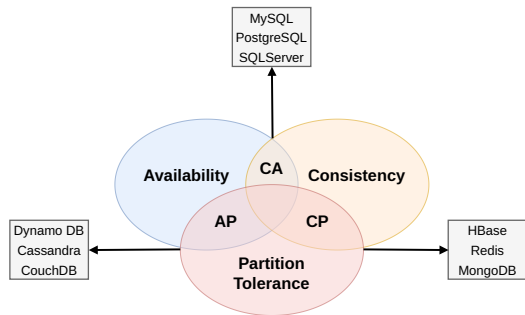 MySQL
PostgreSQL
SQLServer
CA
Availability
Consistency
AP
CP
Dynamo DB
Cassandra
CouchDB
HBase
Redis
MongoDB
Partition
Tolerance